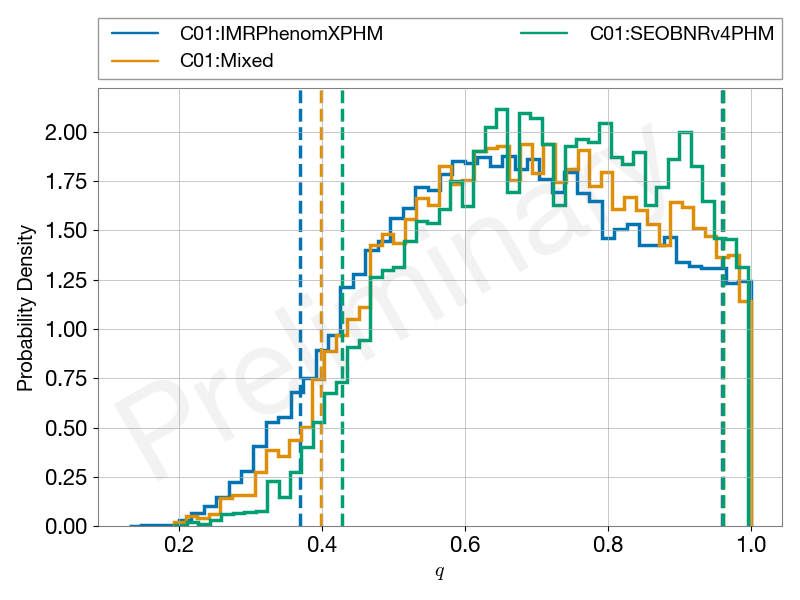 C01:IMRPhenomXPHM
C01:Mixed
C01:SEOBNRv4PHM
Preliminary
Probability Density
2.00
1.75
1.50
1.25
1.00
0.75
0.50
0.25
0.00
0.2 0.4 0.6 0.8 1.0
q